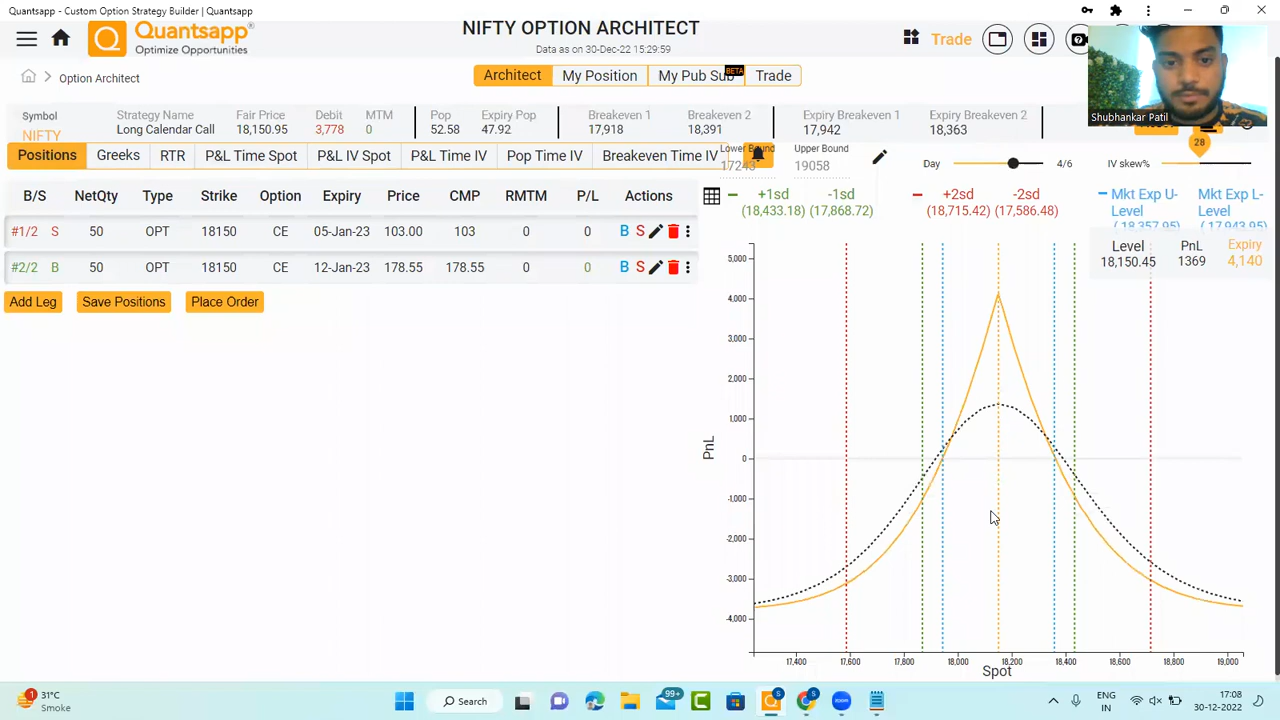 Quantsapp - Custom Option Strategy Builder | Quantsapp
Quantsapp®
Optimize Opportunities
NIFTY OPTION ARCHITECT
Data as on 30-Dec-22 15:29:59
Trade
Shubhankar Patil
Option Architect
Architect My Position My Pub Sub BETA Trade
Symbol
NIFTY
Strategy Name
Long Calendar Call
Fair Price
18,150.95
Debit
3,778
MTM
0
Pop
52.58
Expiry Pop
47.92
Breakeven 1
17,918
Breakeven 2
18,391
Expiry Breakeven 1
17,942
Expiry Breakeven 2
18,363
Positions Greeks RTR P&L Time Spot P&L IV Spot P&L Time IV Pop Time IV Breakeven Time IV
Lower Bound
17243
Upper Bound
19058
Day 4/6
IV skew%
28
B/S NetQty Type Strike Option Expiry Price CMP RMTM P/L Actions
#1/2 S 50 OPT 18150 CE 05-Jan-23 103.00 103 0 0 B S
#2/2 B 50 OPT 18150 CE 12-Jan-23 178.55 178.55 0 0 B S
Add Leg Save Positions Place Order
+1sd -1sd
(18,433.18) (17,868.72)
+2sd -2sd
(18,715.42) (17,586.48)
Mkt Exp U-Level
(18,357.95)
Mkt Exp L-Level
(17,943.95)
Level PnL Expiry
18,150.45 1369 4,140
5,000
4,000
3,000
2,000
1,000
0
-1,000
-2,000
-3,000
-4,000
PnL
17,400 17,600 17,800 18,000 18,200 18,400 18,600 18,800 19,000
Spot
1
31°C
Smoke
Search
99+
ENG
IN
17:08
30-12-2022